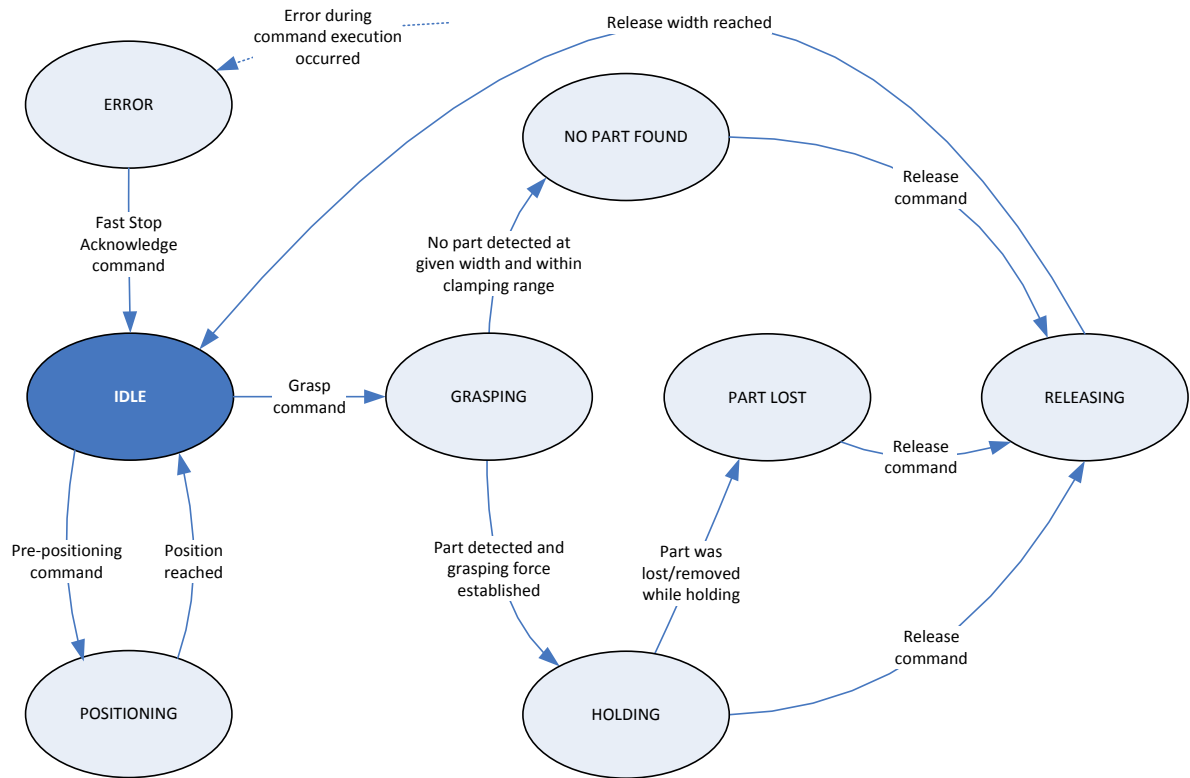 Error during
command execution
occurred
Release width reached
ERROR
NO PART FOUND
Release
command
Fast Stop
Acknowledge
command
No part detected at
given width and within
clamping range
IDLE
Grasp
command
GRASPING
PART LOST
RELEASING
Release
command
Pre-positioning
command
Position
reached
Part detected and
grasping force
established
Part was
lost/removed
while holding
Release
command
POSITIONING
HOLDING